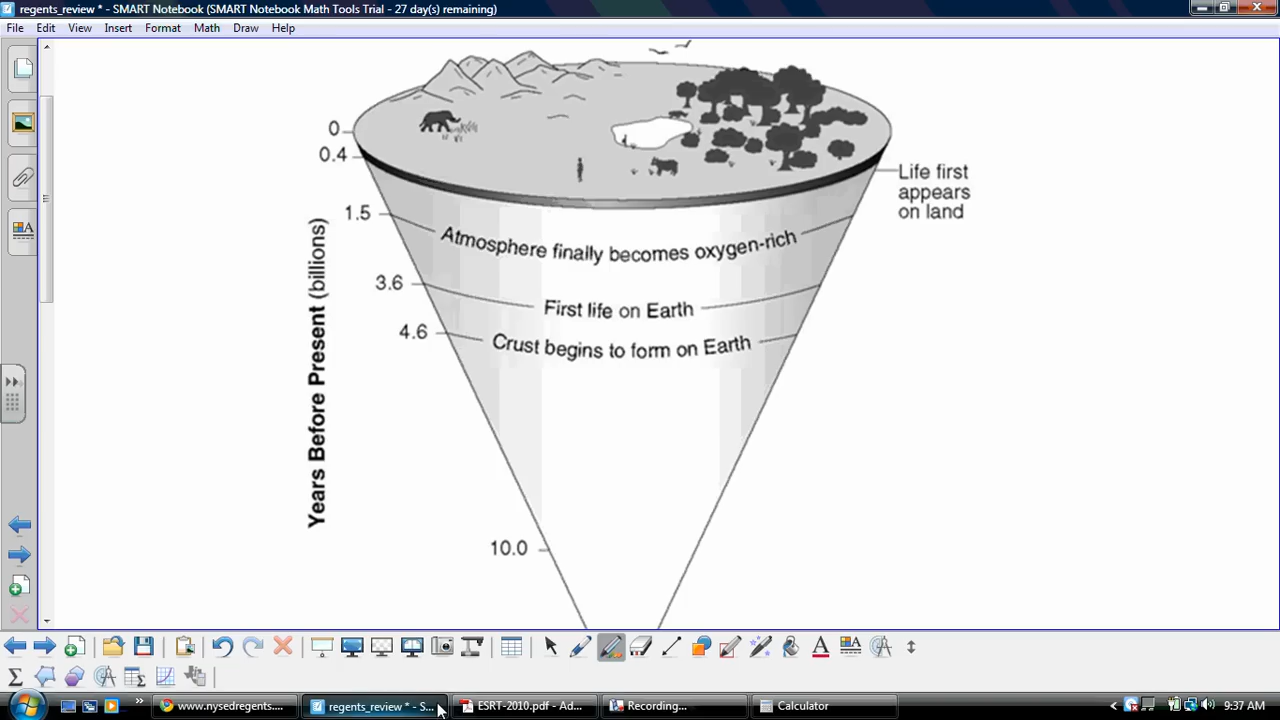 regents_review * - SMART Notebook (SMART Notebook Math Tools Trial - 27 day(s) remaining)
File Edit View Insert Format Math Draw Help
0
0.4
Life first
appears
on land
1.5
Atmosphere finally becomes oxygen-rich
3.6
First life on Earth
4.6
Crust begins to form on Earth
Years Before Present (billions)
10.0
www.nysedregents.... regents_review * - S... ESRT-2010.pdf - Ad... Recording... Calculator 9:37 AM